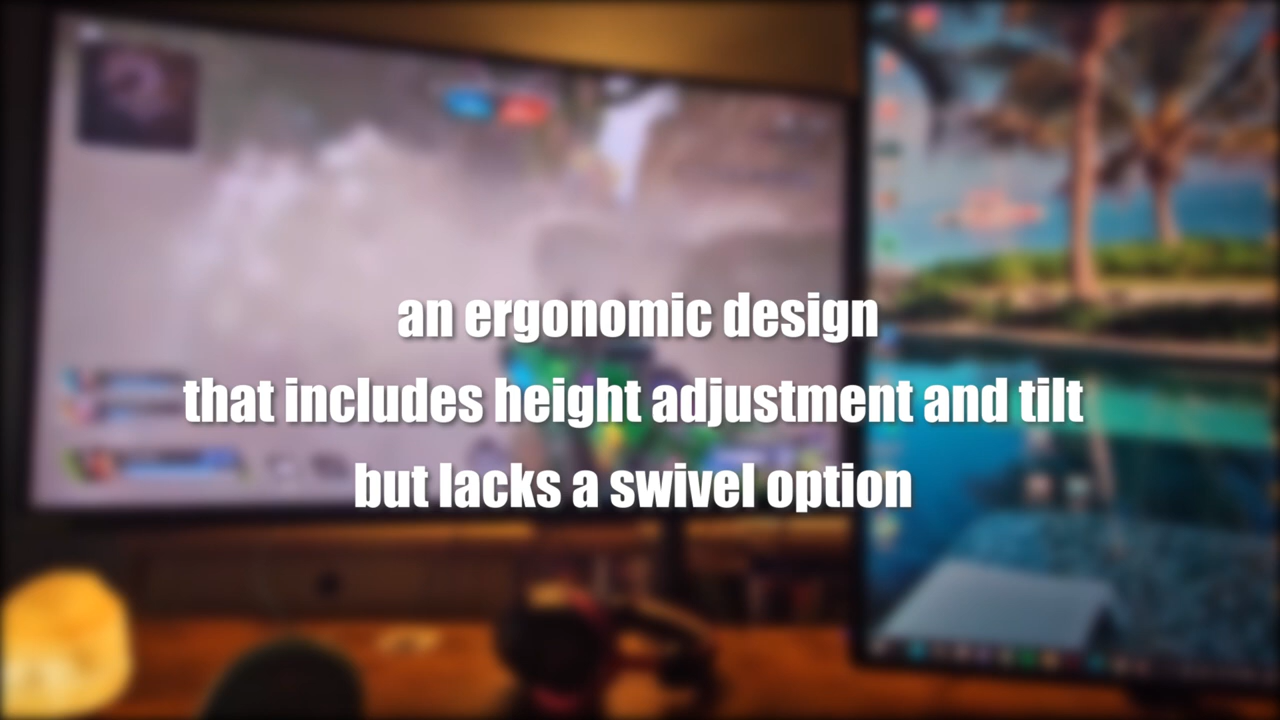 an ergonomic design
that includes height adjustment and tilt
but lacks a swivel option